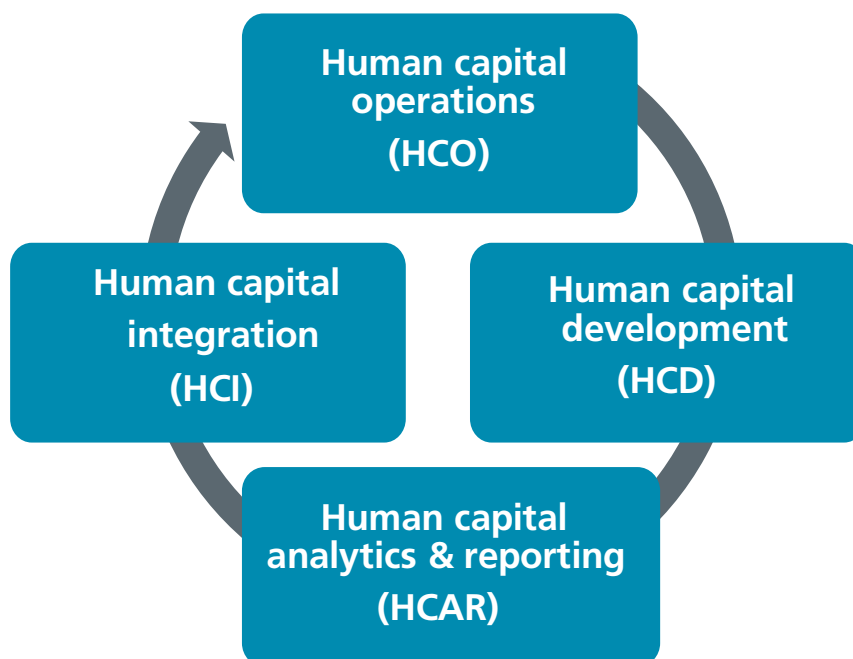 Human capital
operations
(HCO)
Human capital
integration
(HCI)
Human capital
development
(HCD)
Human capital
analytics & reporting
(HCAR)